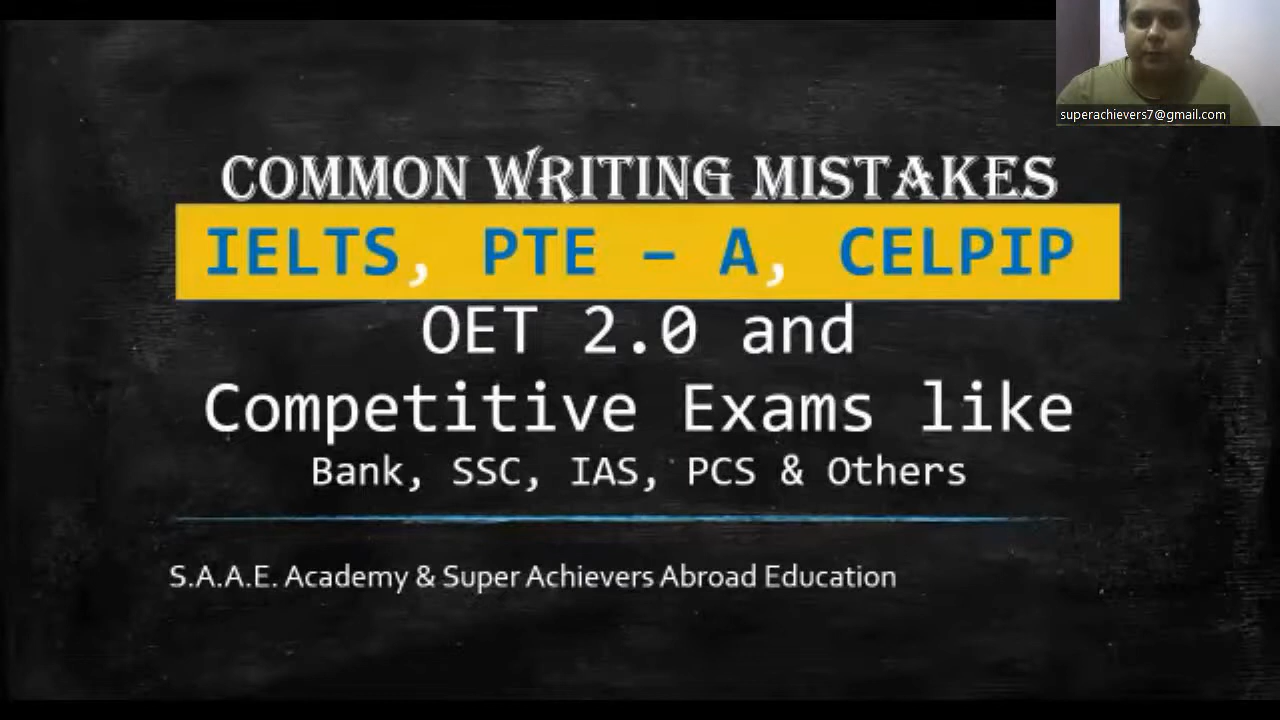 superachievers7@gmail.com
COMMON WRITING MISTAKES
IELTS, PTE – A, CELPIP
OET 2.0 and
Competitive Exams like
Bank, SSC, IAS, PCS & Others
S.A.A.E. Academy & Super Achievers Abroad Education